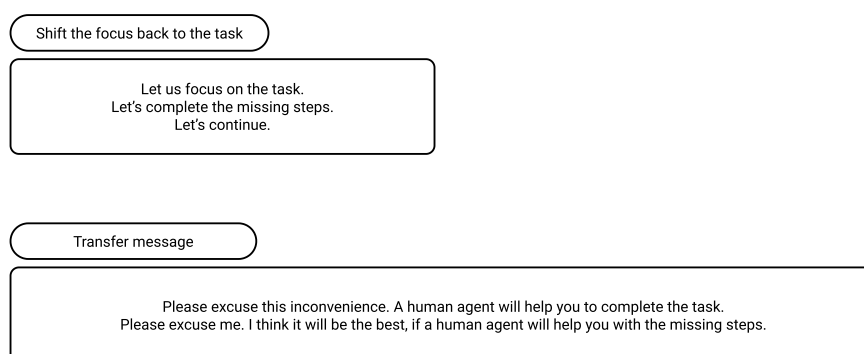 Shift the focus back to the task
Let us focus on the task.
Let’s complete the missing steps.
Let’s continue.
Transfer message
Please excuse this inconvenience. A human agent will help you to complete the task.
Please excuse me. I think it will be the best, if a human agent will help you with the missing steps.